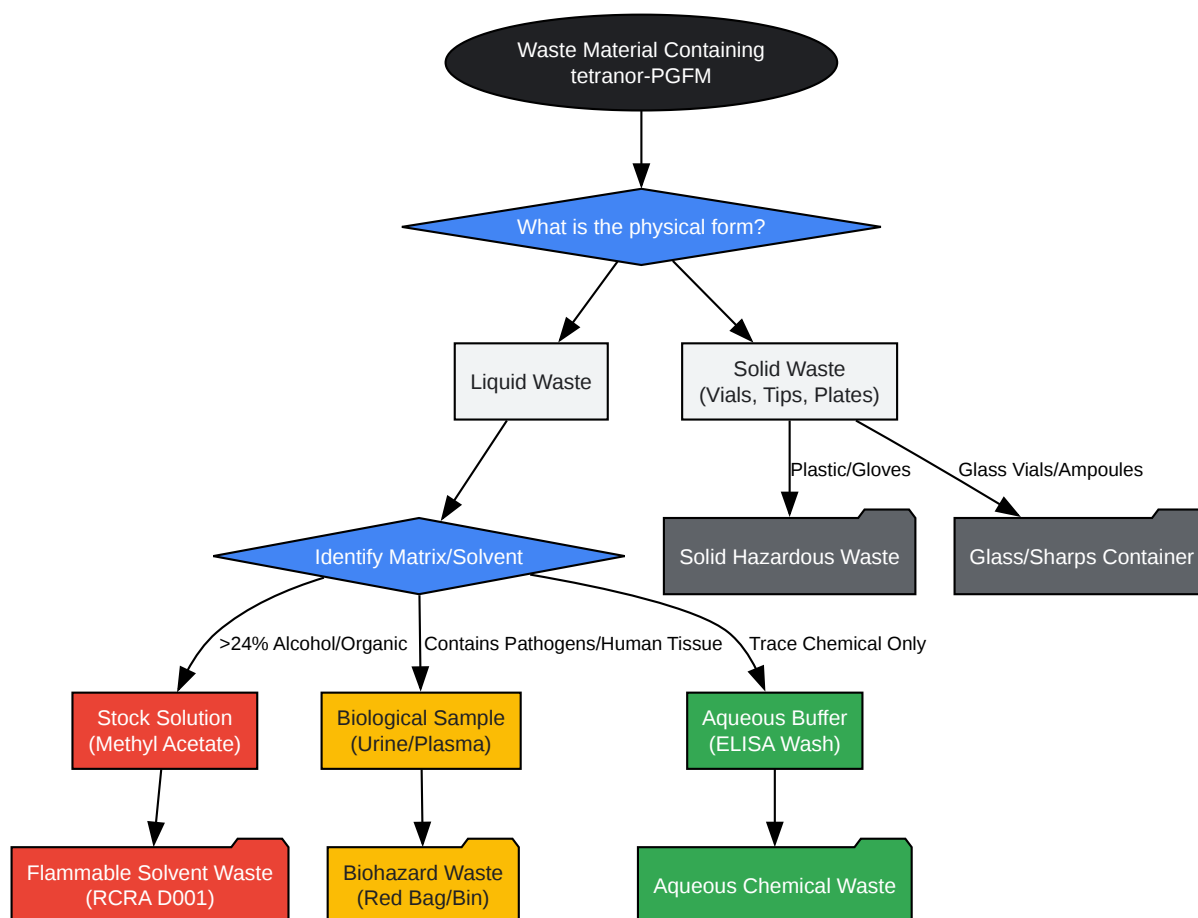 Waste Material Containing
tetranor-PGFM
What is the physical form?
Liquid Waste
Solid Waste
(Vials, Tips, Plates)
Plastic/Gloves
Glass Vials/Ampoules
Identify Matrix/Solvent
Solid Hazardous Waste
Glass/Sharps Container
>24% Alcohol/Organic
Contains Pathogens/Human Tissue
Trace Chemical Only
Stock Solution
(Methyl Acetate)
Biological Sample
(Urine/Plasma)
Aqueous Buffer
(ELISA Wash)
Flammable Solvent Waste
(RCRA D001)
Biohazard Waste
(Red Bag/Bin)
Aqueous Chemical Waste